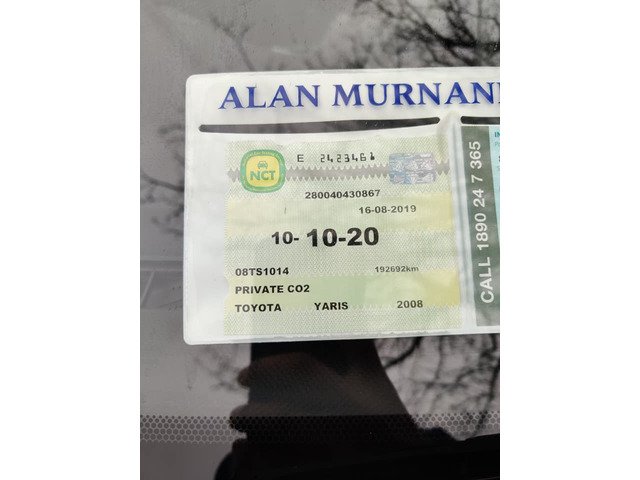 ALAN MURNAN
E 2423461
NCT
280040430867
16-08-2019
10- 10-20
08TS1014 192692km
PRIVATE CO2
TOYOTA YARIS 2008
CALL 1890 24 7 365